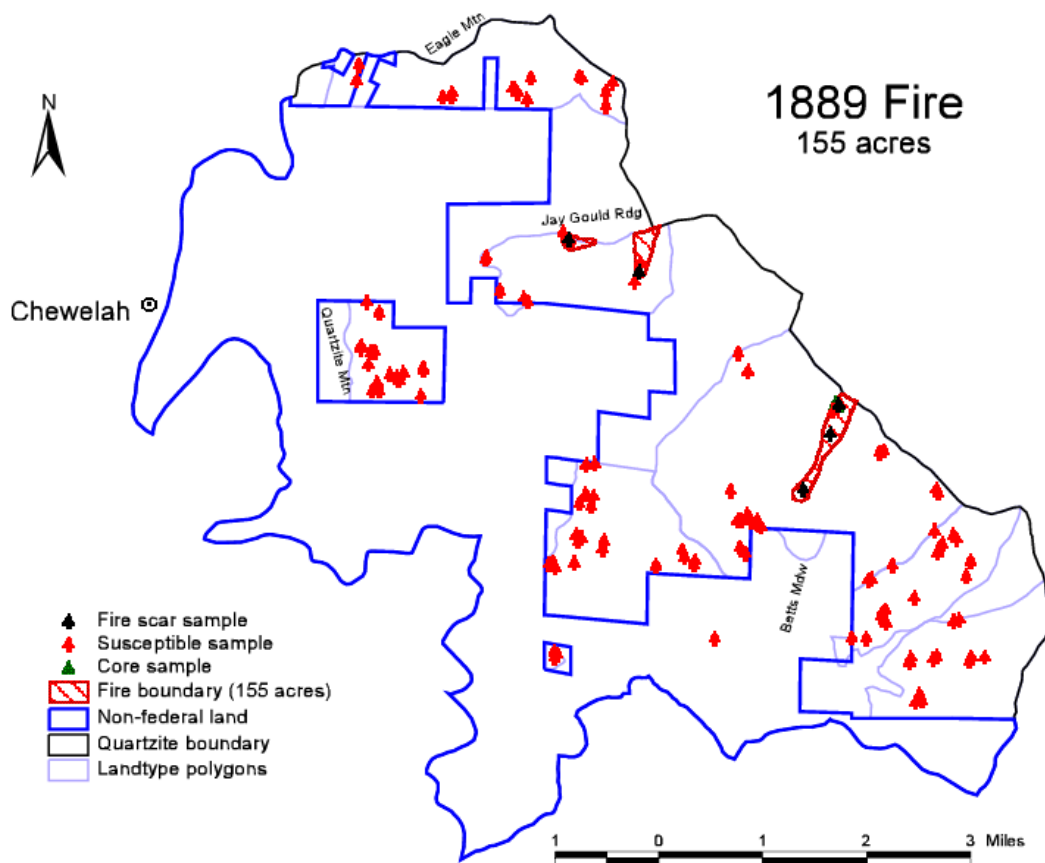 Eagle Mtn
N
1889 Fire
155 acres
Jay Gould Rdg
Chewelah
Quartzite Mtn
Betts Mdw
Fire scar sample
Susceptible sample
Core sample
Fire boundary (155 acres)
Non-federal land
Quartzite boundary
Landtype polygons
1 0 1 2 3 Miles